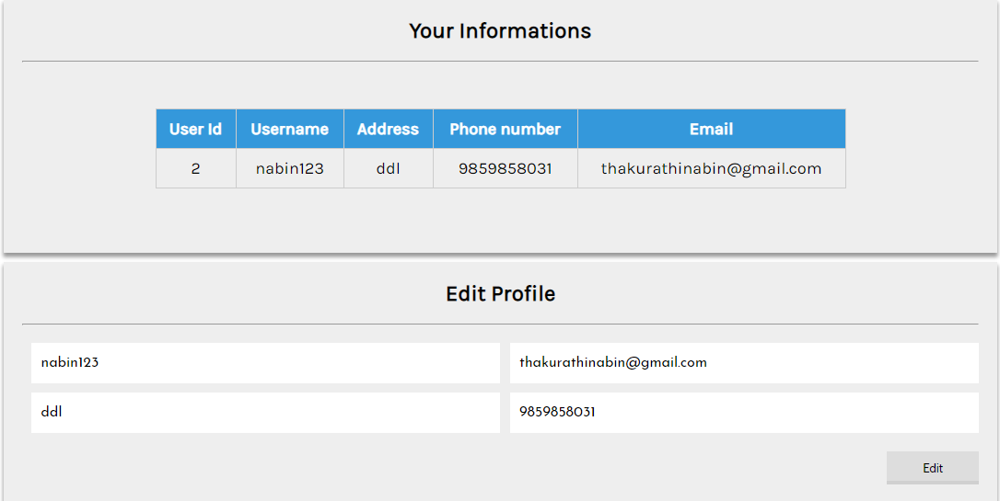 Your Informations
User Id Username Address Phone number Email
2 nabin123 ddl 9859858031 thakurathinabin@gmail.com
Edit Profile
nabin123 thakurathinabin@gmail.com
ddl 9859858031
Edit